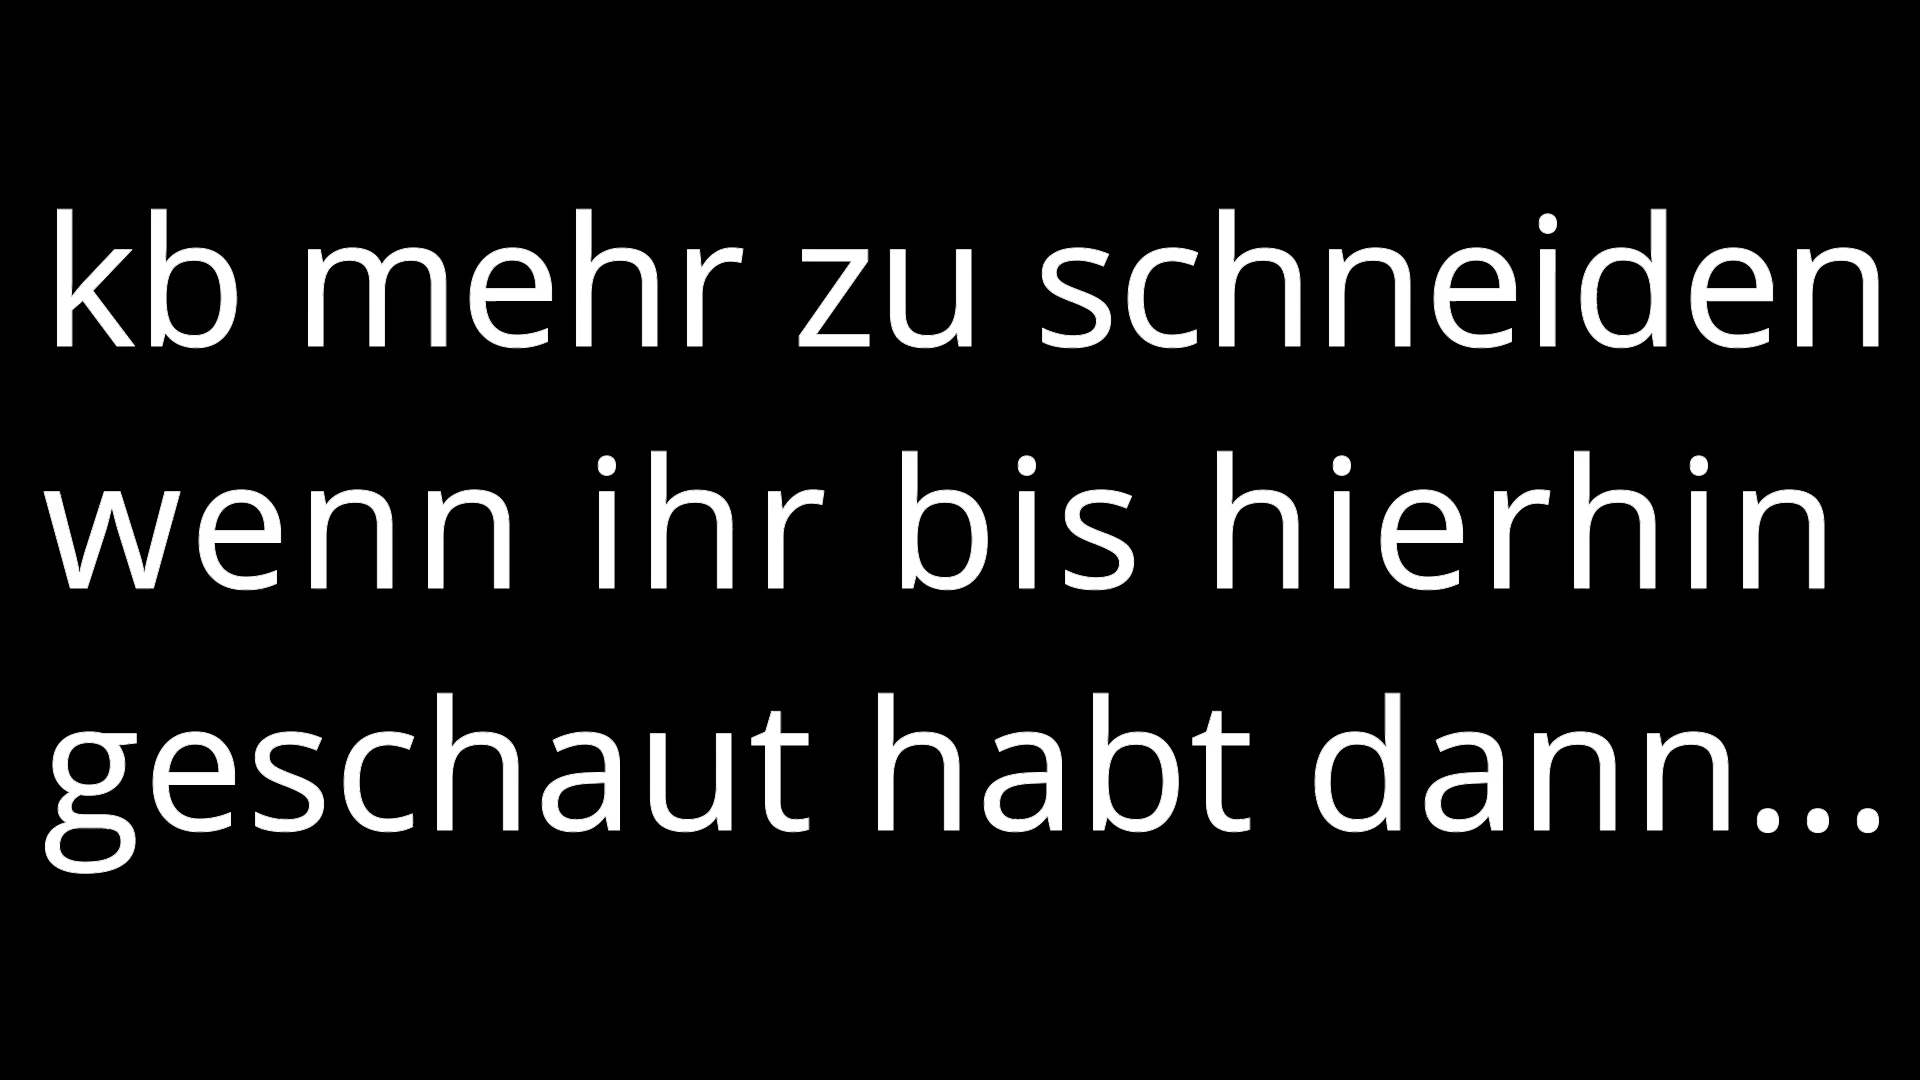 kb mehr zu schneiden
wenn ihr bis hierhin
geschaut habt dann...